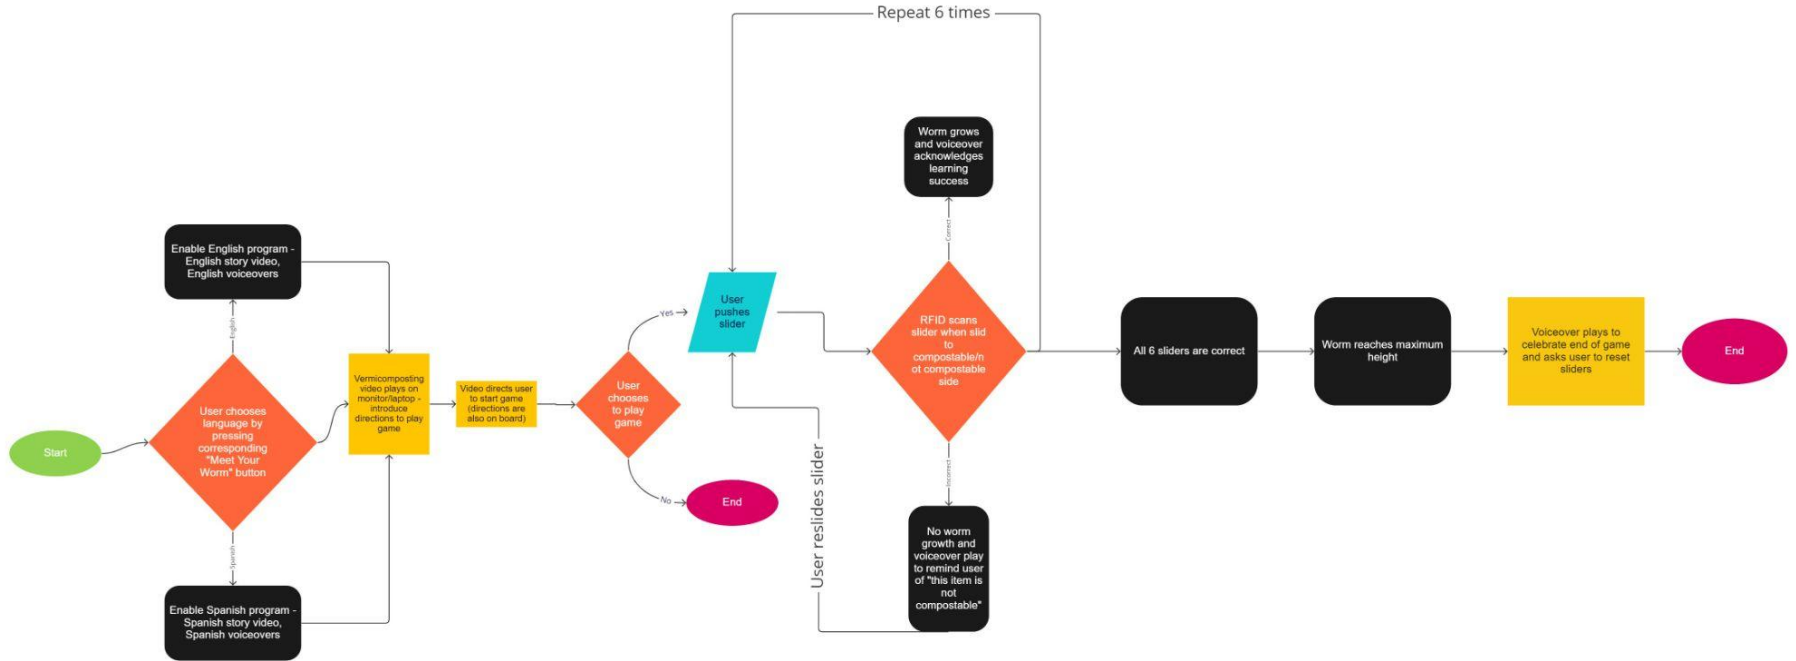 Repeat 6 times
Worm grows
and voiceover
acknowledges
learning
success
Correct
Enable English program -
English story video,
English voiceovers
English
Start
User chooses
language by
pressing
corresponding
"Meet Your
Worm" button
Spanish
Enable Spanish program -
Spanish story video,
Spanish voiceovers
Vermicomposting
video plays on
monitor/laptop -
introduce
directions to play
game
Video directs user
to start game
(directions are
also on board)
User
chooses
to play
game
Yes
No
End
User
pushes
slider
RFID scans
slider when slid
to
compostable/n
ot compostable
side
Incorrect
No worm
growth and
voiceover play
to remind user
of "this item is
not
compostable"
User reslides slider
All 6 sliders are correct
Worm reaches maximum
height
Voiceover plays to
celebrate end of game
and asks user to reset
sliders
End